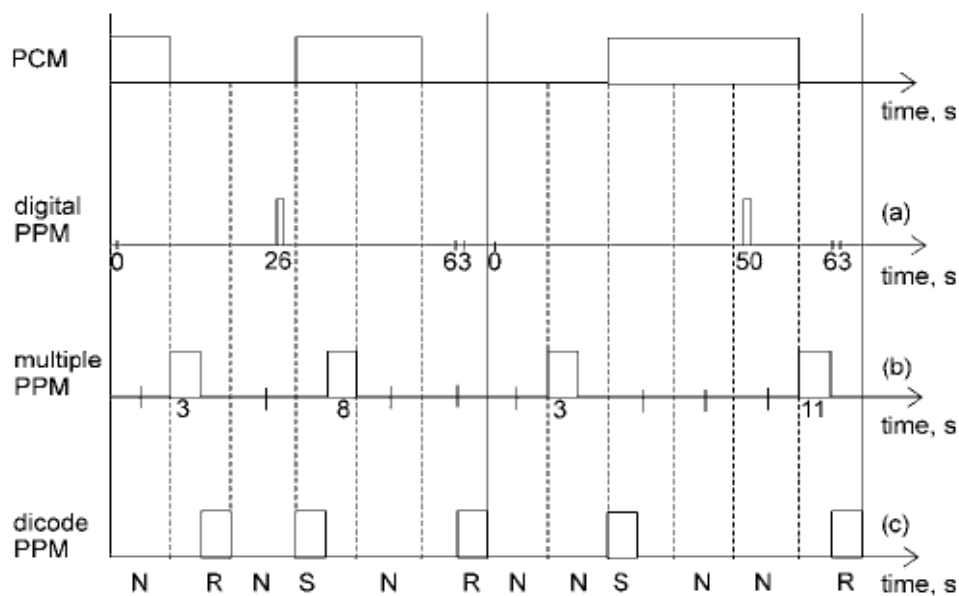 PCM
time, s
digital
PPM
(a)
0 26 63 0 50 63
time, s
multiple
PPM
(b)
3 8 3 11
time, s
dicode
PPM
(c)
N R N S N R N N S N N R time, s